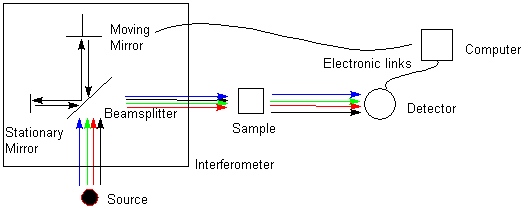 Moving
Mirror
Computer
Electronic links
Beamsplitter
Detector
Stationary
Mirror
Sample
Interferometer
Source